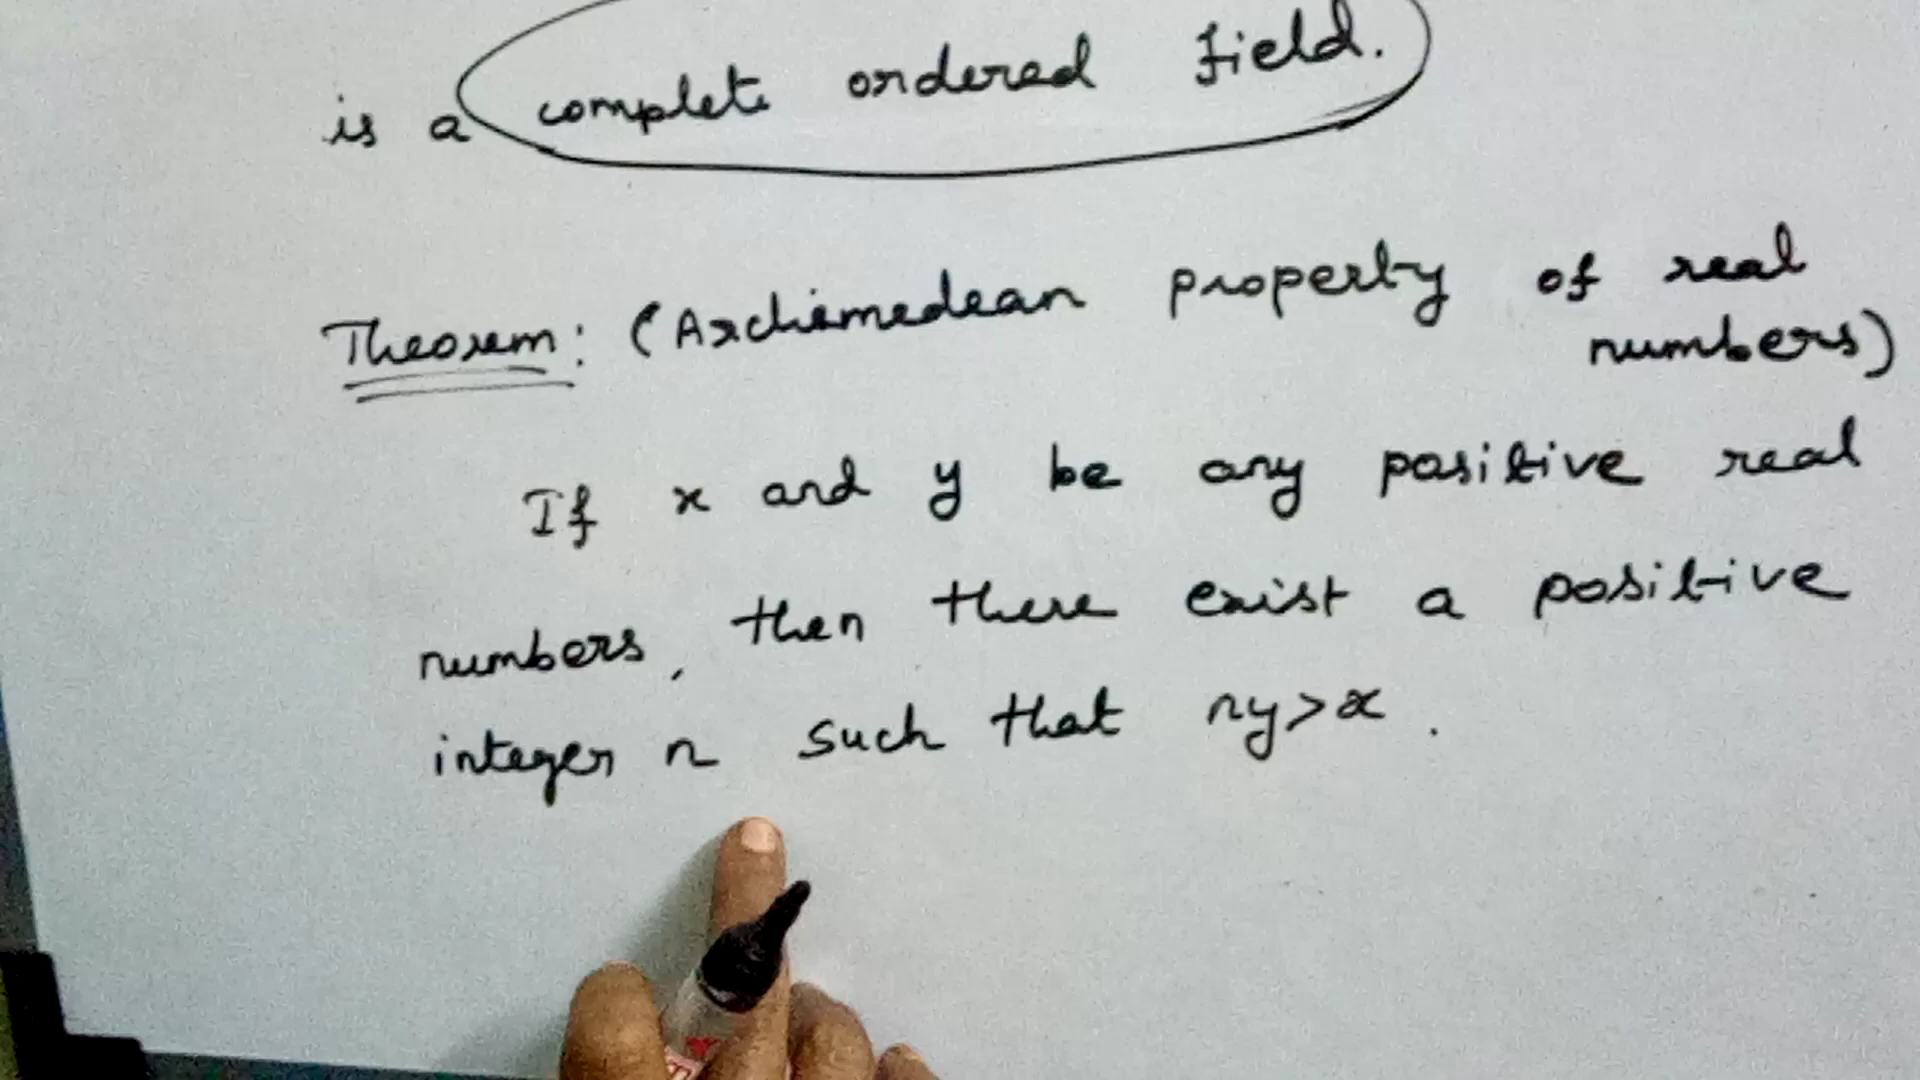 is a complete ordered field.
Theorem: (Archimedean property of real
numbers)
If x and y be any positive real
numbers, then there exist a positive
integer n such that ny>x.